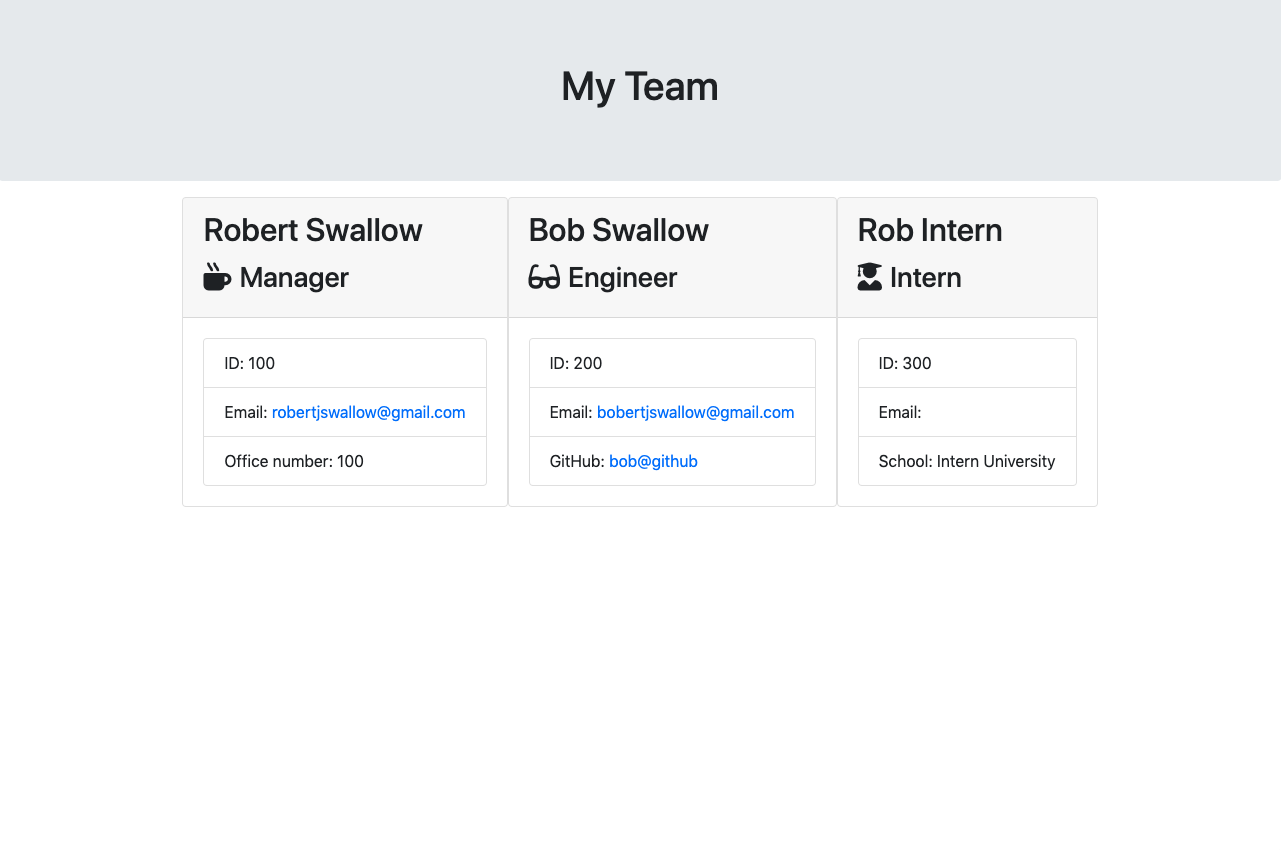 My Team
Robert Swallow
Manager
ID: 100
Email: robertjswallow@gmail.com
Office number: 100
Bob Swallow
Engineer
ID: 200
Email: bobertjswallow@gmail.com
GitHub: bob@github
Rob Intern
Intern
ID: 300
Email:
School: Intern University